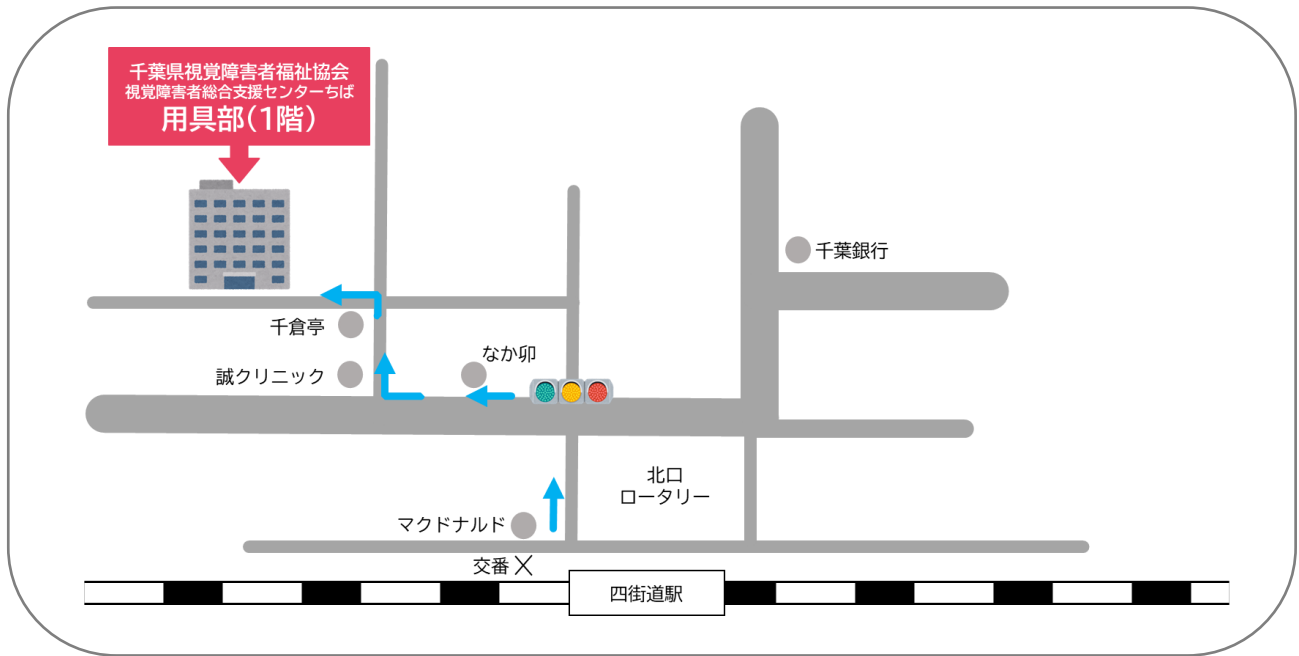 千葉県視覚障害者福祉協会
視覚障害者総合支援センターちば
用具部(1階)
千葉銀行
千倉亭
なか卯
誠クリニック
北口
ロータリー
マクドナルド
交番
四街道駅